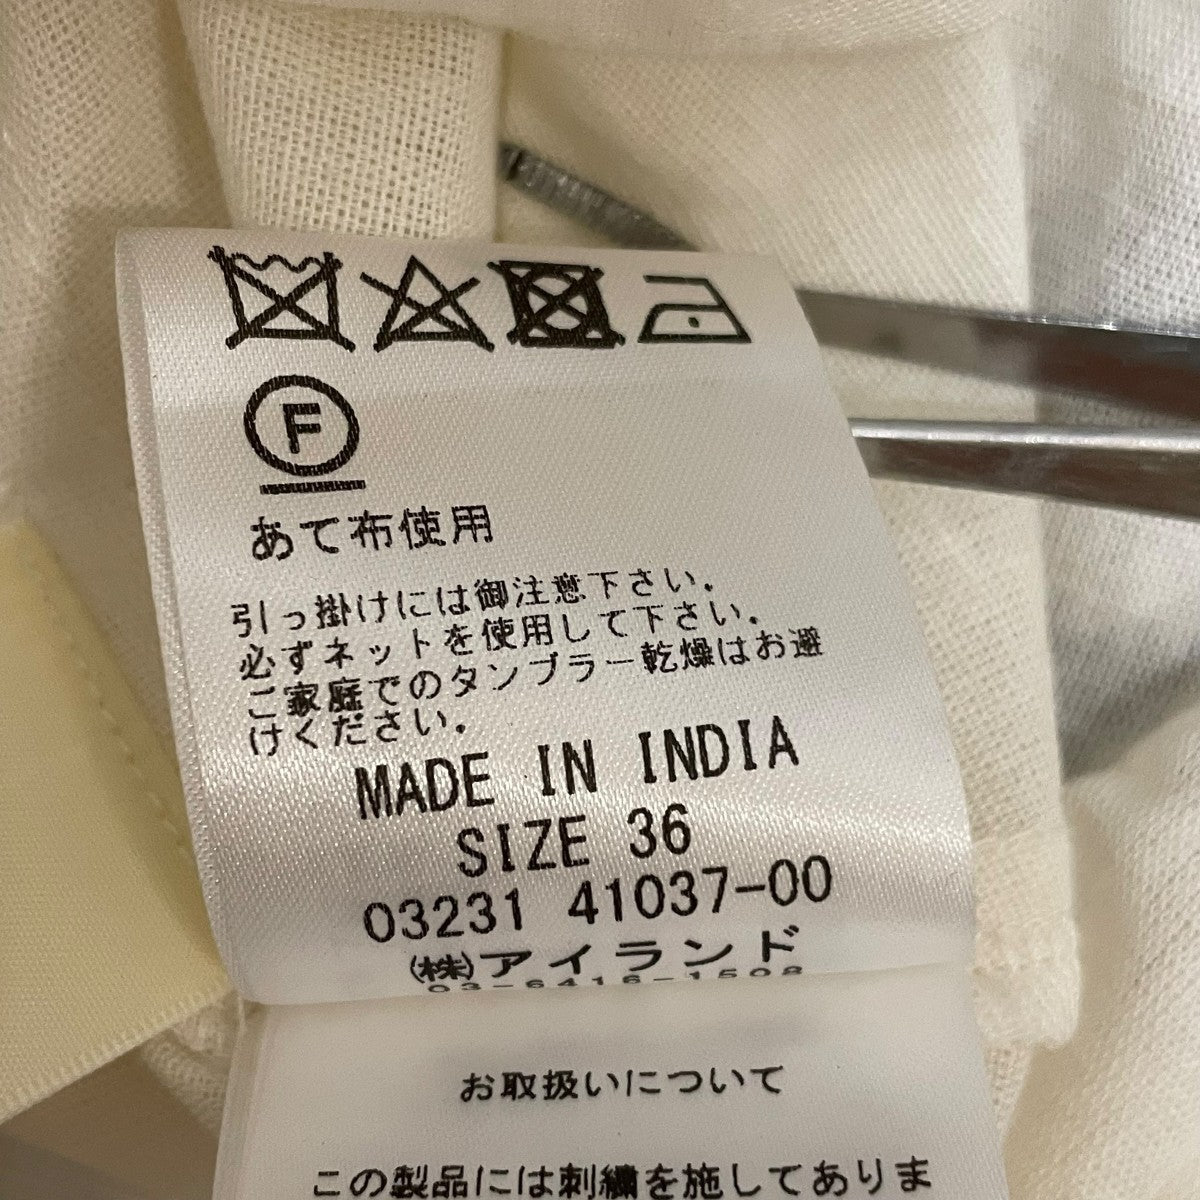 F
あて布使用
引っ掛けには御注意下さい.
必ずネットを使用して下さい.
ご家庭でのタンブラー乾燥はお避
けください.
MADE IN INDIA
SIZE 36
03231 41037-00
(株)アイランド
03-6416-1508
お取扱いについて
この製品には刺繍を施してありま